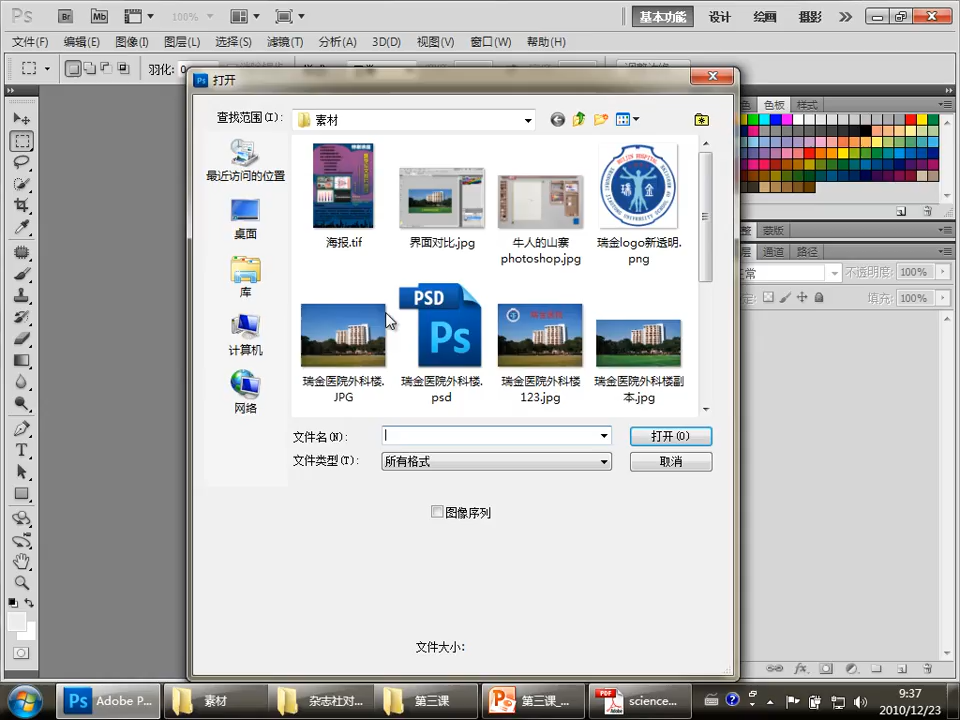 Ps
Br
Mb
100%
基本功能
设计
绘画
摄影
文件(F)
编辑(E)
图像(I)
图层(L)
选择(S)
滤镜(T)
分析(A)
3D(D)
视图(V)
窗口(W)
帮助(H)
羽化:
打开
查找范围(I):
素材
最近访问的位置
桌面
库
计算机
网络
海报.tif
界面对比.jpg
牛人的山寨
photoshop.jpg
瑞金logo新透明.
png
PSD
Ps
瑞金医院外科楼.
JPG
瑞金医院外科楼.
psd
瑞金医院外科楼
123.jpg
瑞金医院外科楼副
本.jpg
文件名(N):
打开(O)
文件类型(T):
所有格式
取消
图像序列
文件大小:
色板
样式
蒙版
通道
路径
不透明度:
100%
填充:
100%
Ps
Adobe P...
素材
杂志社对...
第三课
第三课_...
science...
9:37
2010/12/23